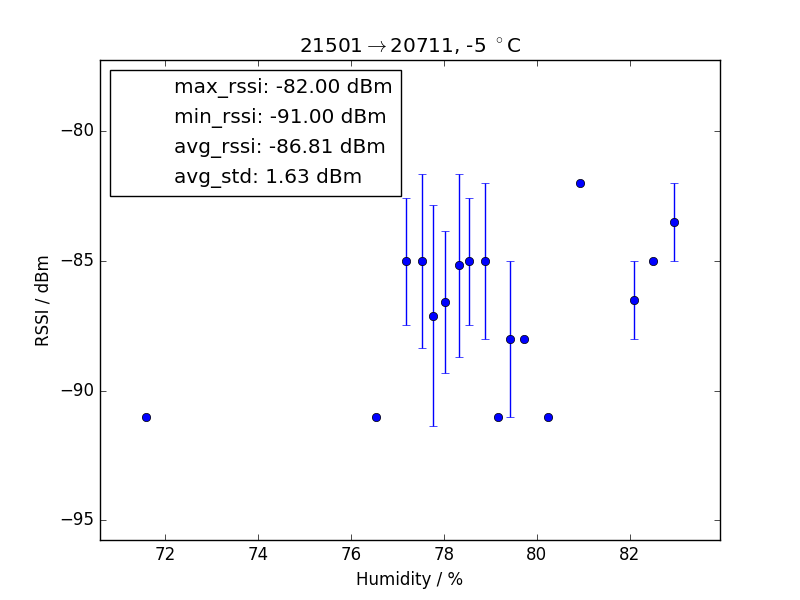 21501→20711, -5 °C
max_rssi: -82.00 dBm
min_rssi: -91.00 dBm
avg_rssi: -86.81 dBm
avg_std: 1.63 dBm
−80
−85
−90
−95
RSSI / dBm
72 74 76 78 80 82
Humidity / %